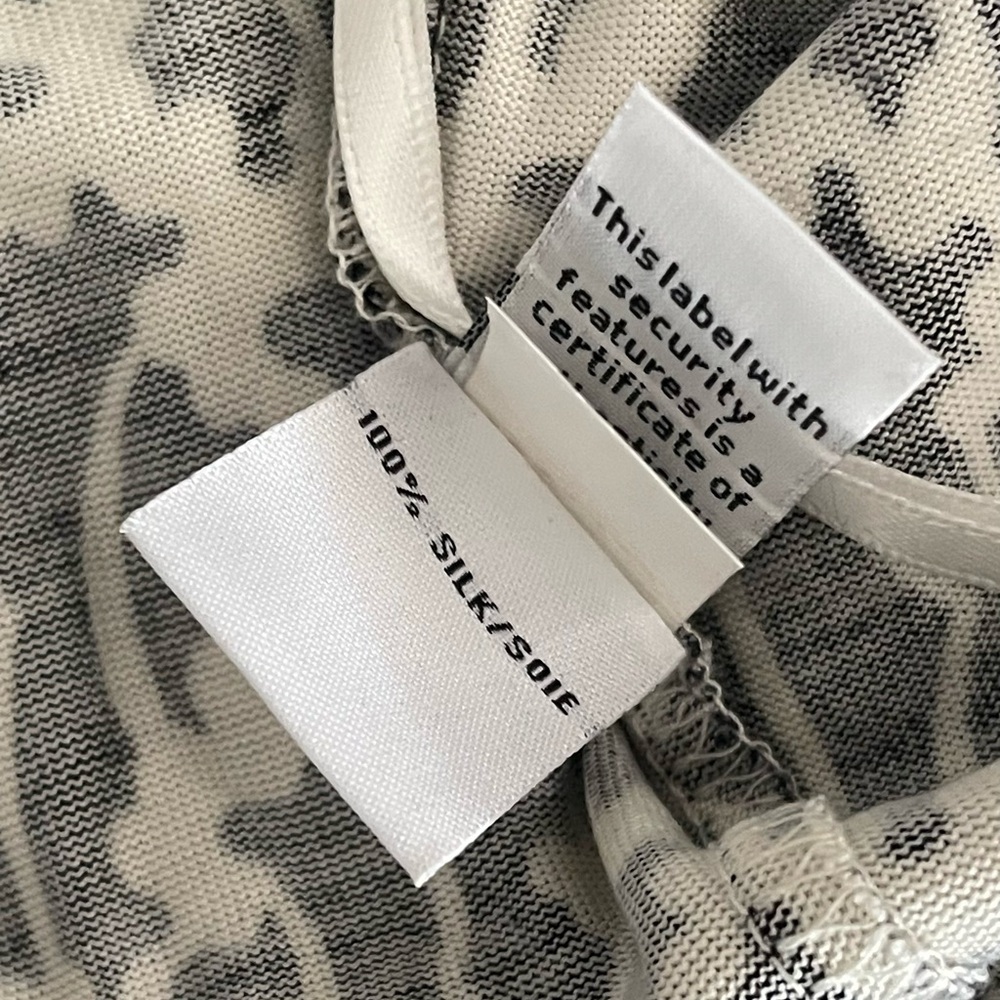 100% SILK/SOIE
This label with
security
features is a
certificate of